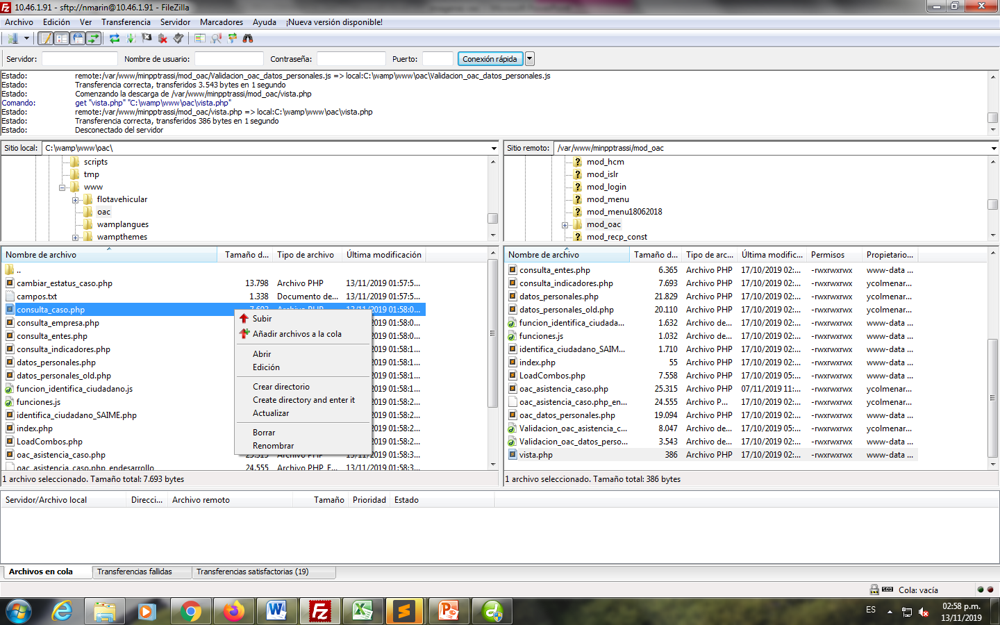 10.46.1.91 - sftp://nmarin@10.46.1.91 - FileZilla
Archivo Edición Ver Transferencia Servidor Marcadores Ayuda ¡Nueva versión disponible!
Servidor: Nombre de usuario: Contraseña: Puerto: Conexión rápida
Estado: remote:/var/www/minpptrassi/mod_oac/Validacion_oac_datos_personales.js => local:C:\wamp\www\oac\Validacion_oac_datos_personales.js
Estado: Transferencia correcta, transferidos 3.543 bytes en 1 segundo
Estado: Comenzando la descarga de /var/www/minpptrassi/mod_oac/vista.php
Comando: get "vista.php" "C:\wamp\www\oac\vista.php"
Estado: remote:/var/www/minpptrassi/mod_oac/vista.php => local:C:\wamp\www\oac\vista.php
Estado: Transferencia correcta, transferidos 386 bytes en 1 segundo
Estado: Desconectado del servidor
Sitio local: C:\wamp\www\oac\
scripts
tmp
www
flotavehicular
oac
wamplangues
wampthemes
Sitio remoto: /var/www/minpptrassi/mod_oac
mod_hcm
mod_islr
mod_login
mod_menu
mod_menu18062018
mod_oac
mod_recp_const
Nombre de archivo Tamaño d... Tipo de archivo Última modificación
..
cambiar_estatus_caso.php 13.798 Archivo PHP 13/11/2019 01:57:5...
campos.txt 1.338 Documento de... 13/11/2019 01:57:5...
consulta_caso.php 7.693 Archivo PHP 13/11/2019 01:58:0...
consulta_empresa.php 01:58:0...
consulta_entes.php 01:58:0...
consulta_indicadores.php 01:58:1...
datos_personales.php 01:58:1...
datos_personales_old.php 01:58:1...
funcion_identifica_ciudadano.js 01:58:1...
funciones.js 01:58:2...
identifica_ciudadano_SAIME.php 01:58:2...
index.php 01:58:2...
LoadCombos.php 01:58:2...
oac_asistencia_caso.php 25.315 Archivo PHP 13/11/2019 01:58:3...
oac_asistencia_caso.php_endesarrollo 24.555 Archivo PHP_E... 13/11/2019 01:58:3...
Subir
Añadir archivos a la cola
Abrir
Edición
Crear directorio
Create directory and enter it
Actualizar
Borrar
Renombrar
1 archivo seleccionado. Tamaño total: 7.693 bytes
Nombre de archivo Tamaño d... Tipo de arc... Última modific... Permisos Propietario...
consulta_entes.php 6.365 Archivo PHP 17/10/2019 02:... -rwxrwxrwx www-data ...
consulta_indicadores.php 7.693 Archivo PHP 17/10/2019 02:... -rwxrwxrwx ycolmenar...
datos_personales.php 21.829 Archivo PHP 17/10/2019 02:... -rwxrwxrwx ycolmenar...
datos_personales_old.php 20.110 Archivo PHP 17/10/2019 02:... -rwxrwxrwx ycolmenar...
funcion_identifica_ciudada... 1.632 Archivo de... 17/10/2019 02:... -rwxrwxrwx www-data ...
funciones.js 1.032 Archivo de... 17/10/2019 02:... -rwxrwxrwx www-data ...
identifica_ciudadano_SAIM... 1.710 Archivo PHP 17/10/2019 02:... -rwxrwxrwx www-data ...
index.php 55 Archivo PHP 17/10/2019 02:... -rwxrwxrwx www-data ...
LoadCombos.php 7.558 Archivo PHP 17/10/2019 05:... -rwxrwxrwx www-data ...
oac_asistencia_caso.php 25.315 Archivo PHP 07/11/2019 11:... -rwxrwxrwx ycolmenar...
oac_asistencia_caso.php_en... 24.555 Archivo P... 17/10/2019 02:... -rwxrwxrwx ycolmenar...
oac_datos_personales.php 19.094 Archivo PHP 17/10/2019 02:... -rwxrwxrwx www-data ...
Validacion_oac_asistencia_c... 8.047 Archivo de... 17/10/2019 05:... -rwxrwxrwx ycolmenar...
Validacion_oac_datos_perso... 3.543 Archivo de... 17/10/2019 02:... -rwxrwxrwx www-data ...
vista.php 386 Archivo PHP 17/10/2019 02:... -rwxrwxrwx www-data ...
1 archivo seleccionado. Tamaño total: 386 bytes
Servidor/Archivo local Direcci... Archivo remoto Tamaño Prioridad Estado
Archivos en cola Transferencias fallidas Transferencias satisfactorias (19)
Cola: vacía
ES
02:58 p.m.
13/11/2019